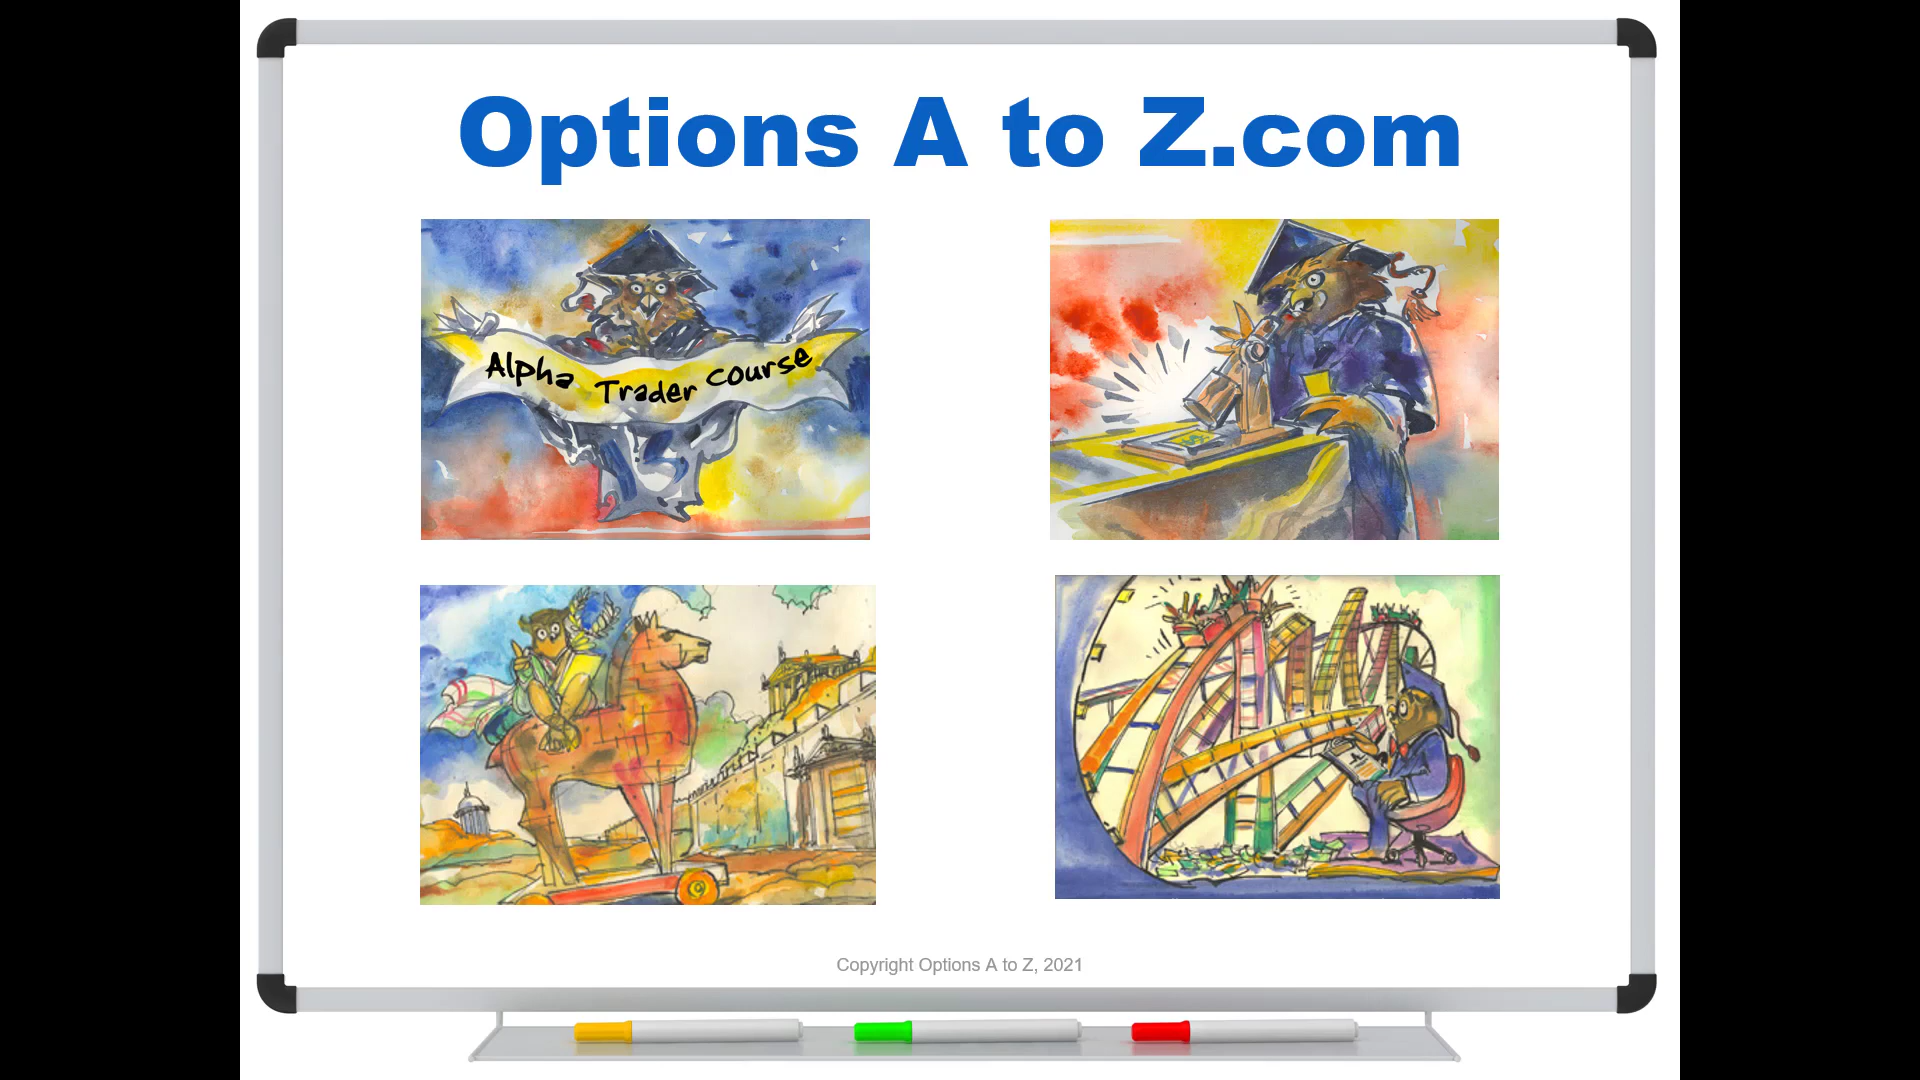 Options A to Z.com
Alpha Trader course
Copyright Options A to Z, 2021